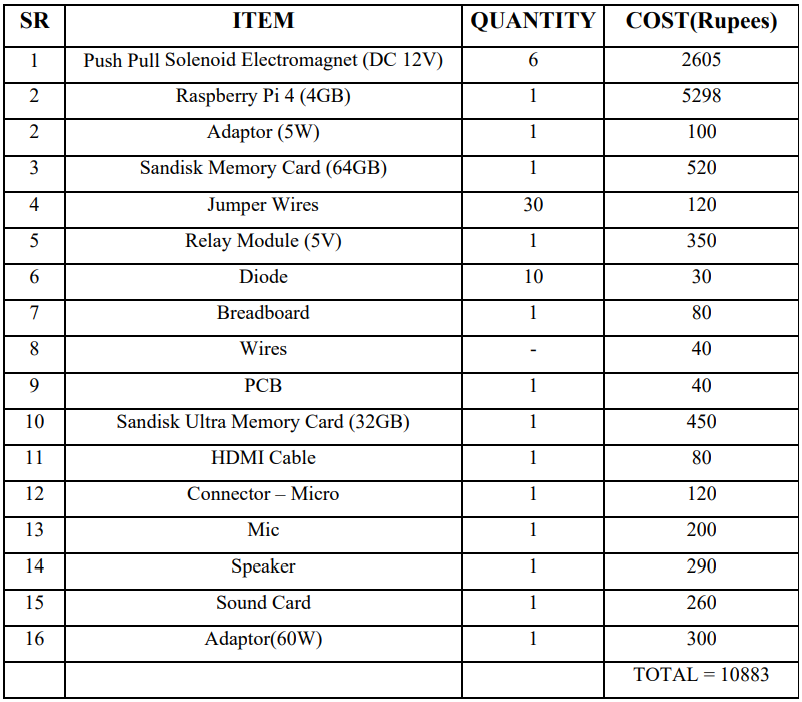 SR ITEM QUANTITY COST(Rupees)
1 Push Pull Solenoid Electromagnet (DC 12V) 6 2605
2 Raspberry Pi 4 (4GB) 1 5298
2 Adaptor (5W) 1 100
3 Sandisk Memory Card (64GB) 1 520
4 Jumper Wires 30 120
5 Relay Module (5V) 1 350
6 Diode 10 30
7 Breadboard 1 80
8 Wires - 40
9 PCB 1 40
10 Sandisk Ultra Memory Card (32GB) 1 450
11 HDMI Cable 1 80
12 Connector – Micro 1 120
13 Mic 1 200
14 Speaker 1 290
15 Sound Card 1 260
16 Adaptor(60W) 1 300
TOTAL = 10883